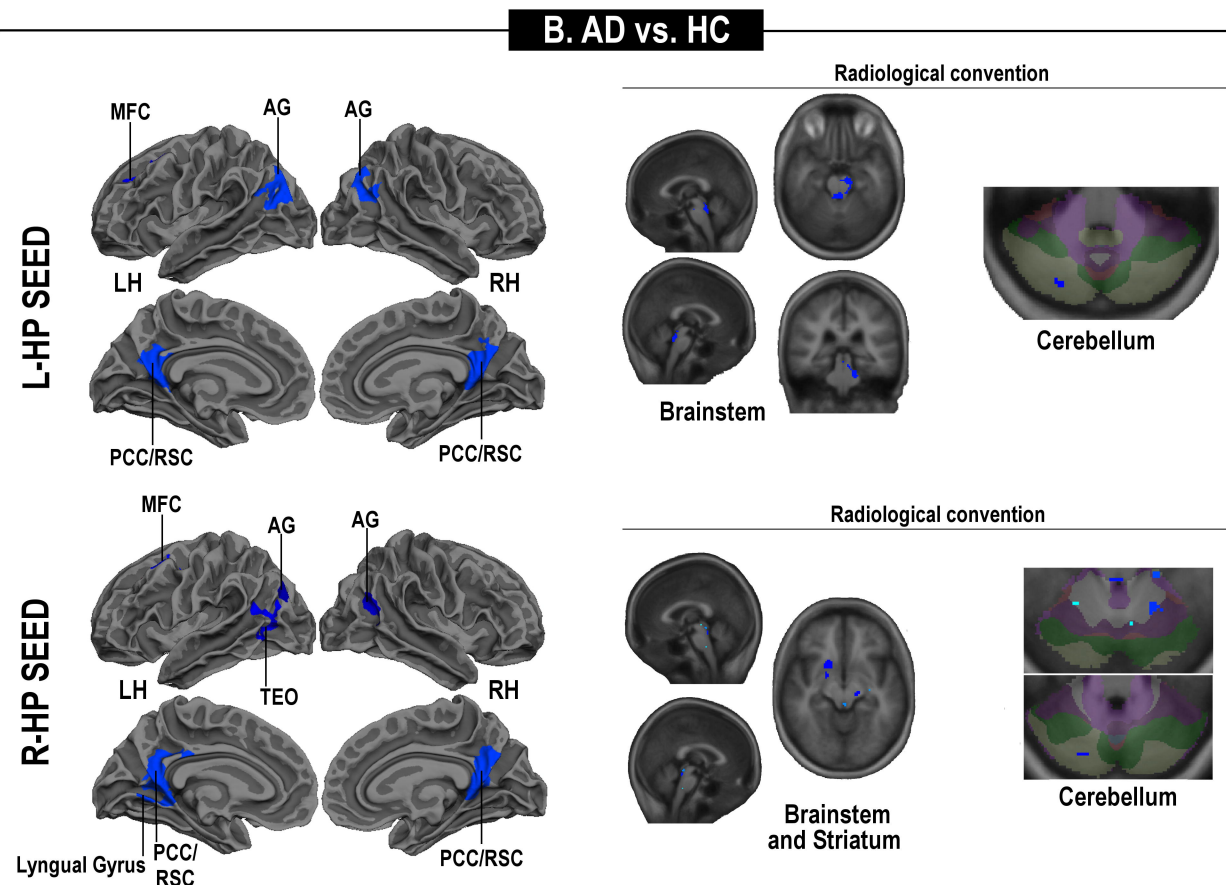 B. AD vs. HC
L-HP SEED
MFC
AG
AG
LH
RH
PCC/RSC
PCC/RSC
Radiological convention
Brainstem
Cerebellum
R-HP SEED
MFC
AG
AG
LH
TEO
RH
Lyngual Gyrus
PCC/
RSC
PCC/RSC
Radiological convention
Brainstem
and Striatum
Cerebellum